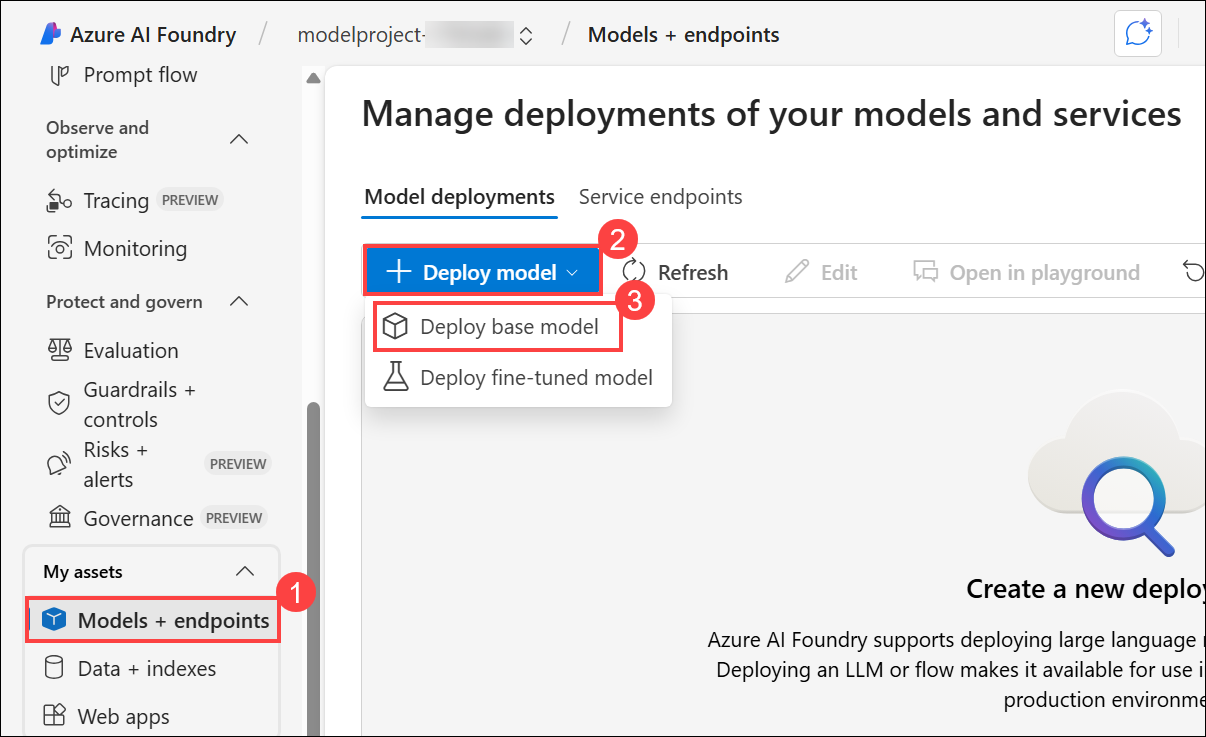 Azure AI Foundry / modelproject- / Models + endpoints
Prompt flow
Observe and
optimize
Tracing PREVIEW
Monitoring
Protect and govern
Evaluation
Guardrails +
controls
Risks +
alerts
PREVIEW
Governance PREVIEW
My assets
1
Models + endpoints
Data + indexes
Web apps
Manage deployments of your models and services
Model deployments Service endpoints
2
Deploy model Refresh Edit Open in playground
3
Deploy base model
Deploy fine-tuned model
Create a new deploy
Azure AI Foundry supports deploying large language
Deploying an LLM or flow makes it available for use
production environme